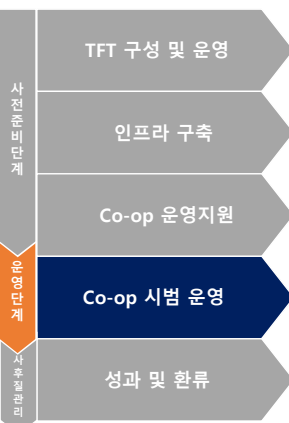 사전준비단계
TFT 구성 및 운영
인프라 구축
Co-op 운영지원
운영단계
Co-op 시범 운영
사후질관리
성과 및 환류